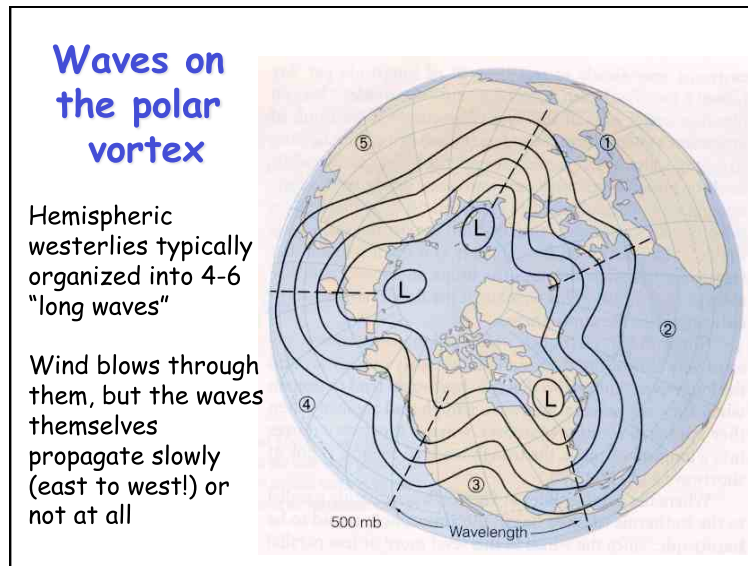 Waves on
the polar
vortex
Hemispheric
westerlies typically
organized into 4-6
“long waves”
Wind blows through
them, but the waves
themselves
propagate slowly
(east to west!) or
not at all
⑤
①
L
L
②
④
L
③
500 mb
Wavelength